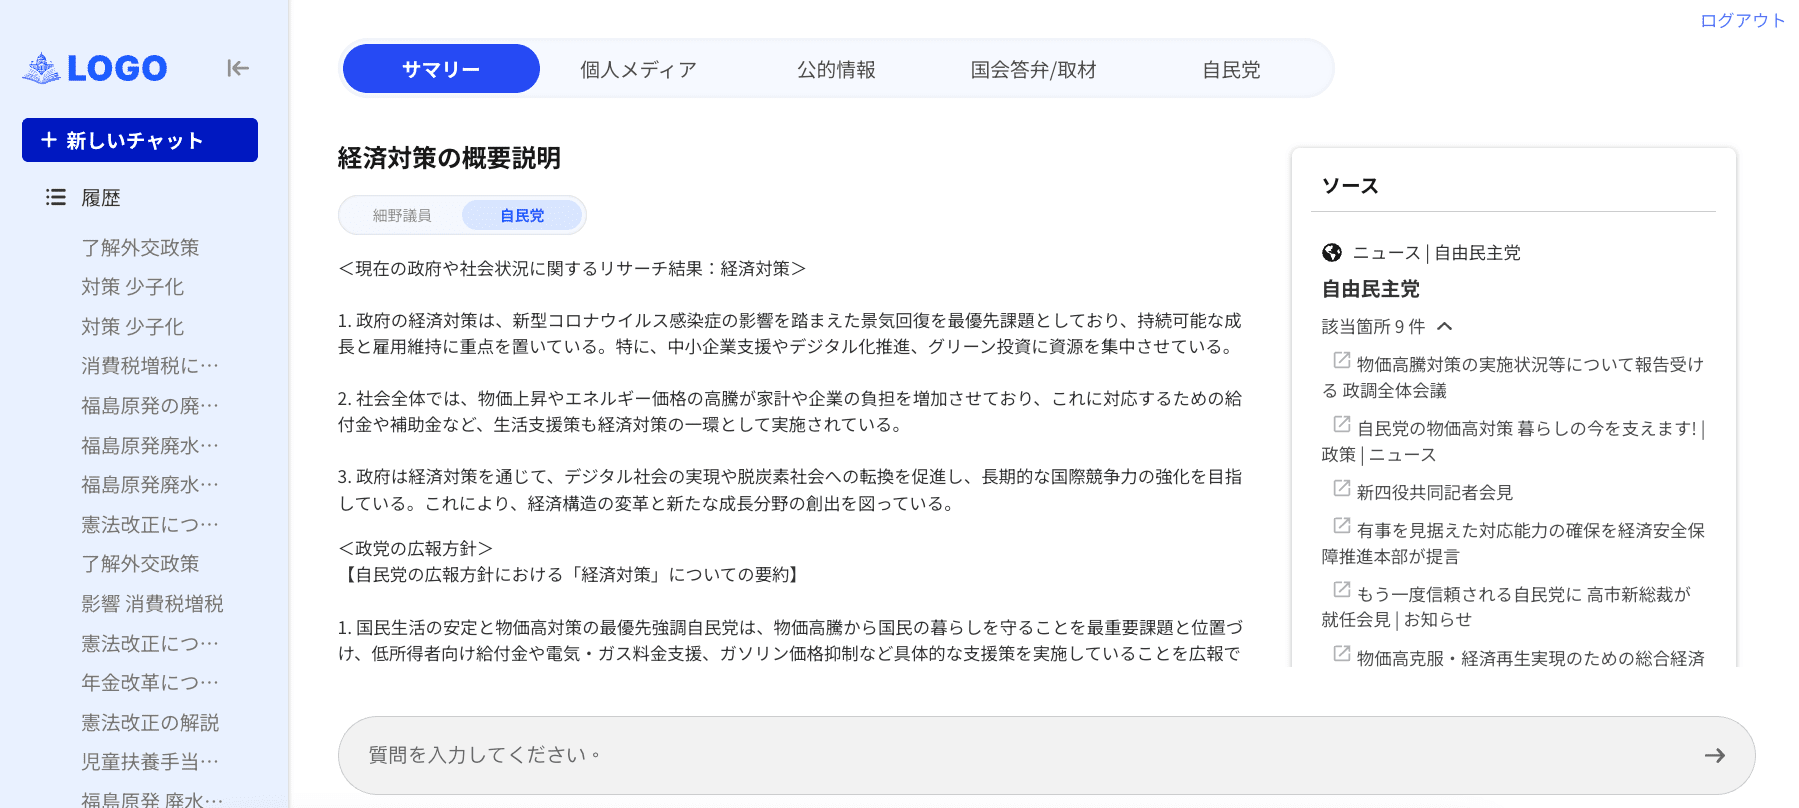 ログアウト
LOGO
サマリー
個人メディア
公的情報
国会答弁/取材
自民党
+ 新しいチャット
履歴
了解外交政策
対策 少子化
対策 少子化
消費税増税に…
福島原発の廃…
福島原発廃水…
福島原発廃水…
憲法改正につ…
了解外交政策
影響 消費税増税
憲法改正につ…
年金改革につ…
憲法改正の解説
児童扶養手当…
福島原発 廃水…
経済対策の概要説明
細野議員
自民党
＜現在の政府や社会状況に関するリサーチ結果：経済対策＞
1. 政府の経済対策は、新型コロナウイルス感染症の影響を踏まえた景気回復を最優先課題としており、持続可能な成
長と雇用維持に重点を置いている。特に、中小企業支援やデジタル化推進、グリーン投資に資源を集中させている。
2. 社会全体では、物価上昇やエネルギー価格の高騰が家計や企業の負担を増加させており、これに対応するための給
付金や補助金など、生活支援策も経済対策の一環として実施されている。
3. 政府は経済対策を通じて、デジタル社会の実現や脱炭素社会への転換を促進し、長期的な国際競争力の強化を目指
している。これにより、経済構造の変革と新たな成長分野の創出を図っている。
＜政党の広報方針＞
【自民党の広報方針における「経済対策」についての要約】
1. 国民生活の安定と物価高対策の最優先強調自民党は、物価高騰から国民の暮らしを守ることを最重要課題と位置づ
け、低所得者向け給付金や電気・ガス料金支援、ガソリン価格抑制など具体的な支援策を実施していることを広報で
ソース
ニュース | 自由民主党
自由民主党
該当箇所 9 件
物価高騰対策の実施状況等について報告受け
る 政調全体会議
自民党の物価高対策 暮らしの今を支えます! |
政策 | ニュース
新四役共同記者会見
有事を見据えた対応能力の確保を経済安全保
障推進本部が提言
もう一度信頼される自民党に 高市新総裁が
就任会見 | お知らせ
物価高克服・経済再生実現のための総合経済
質問を入力してください。